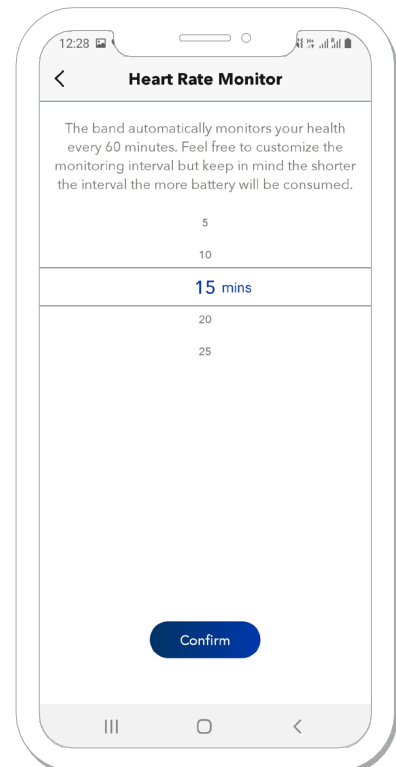 12:28
Heart Rate Monitor
The band automatically monitors your health
every 60 minutes. Feel free to customize the
monitoring interval but keep in mind the shorter
the interval the more battery will be consumed.
5
10
15 mins
20
25
Confirm